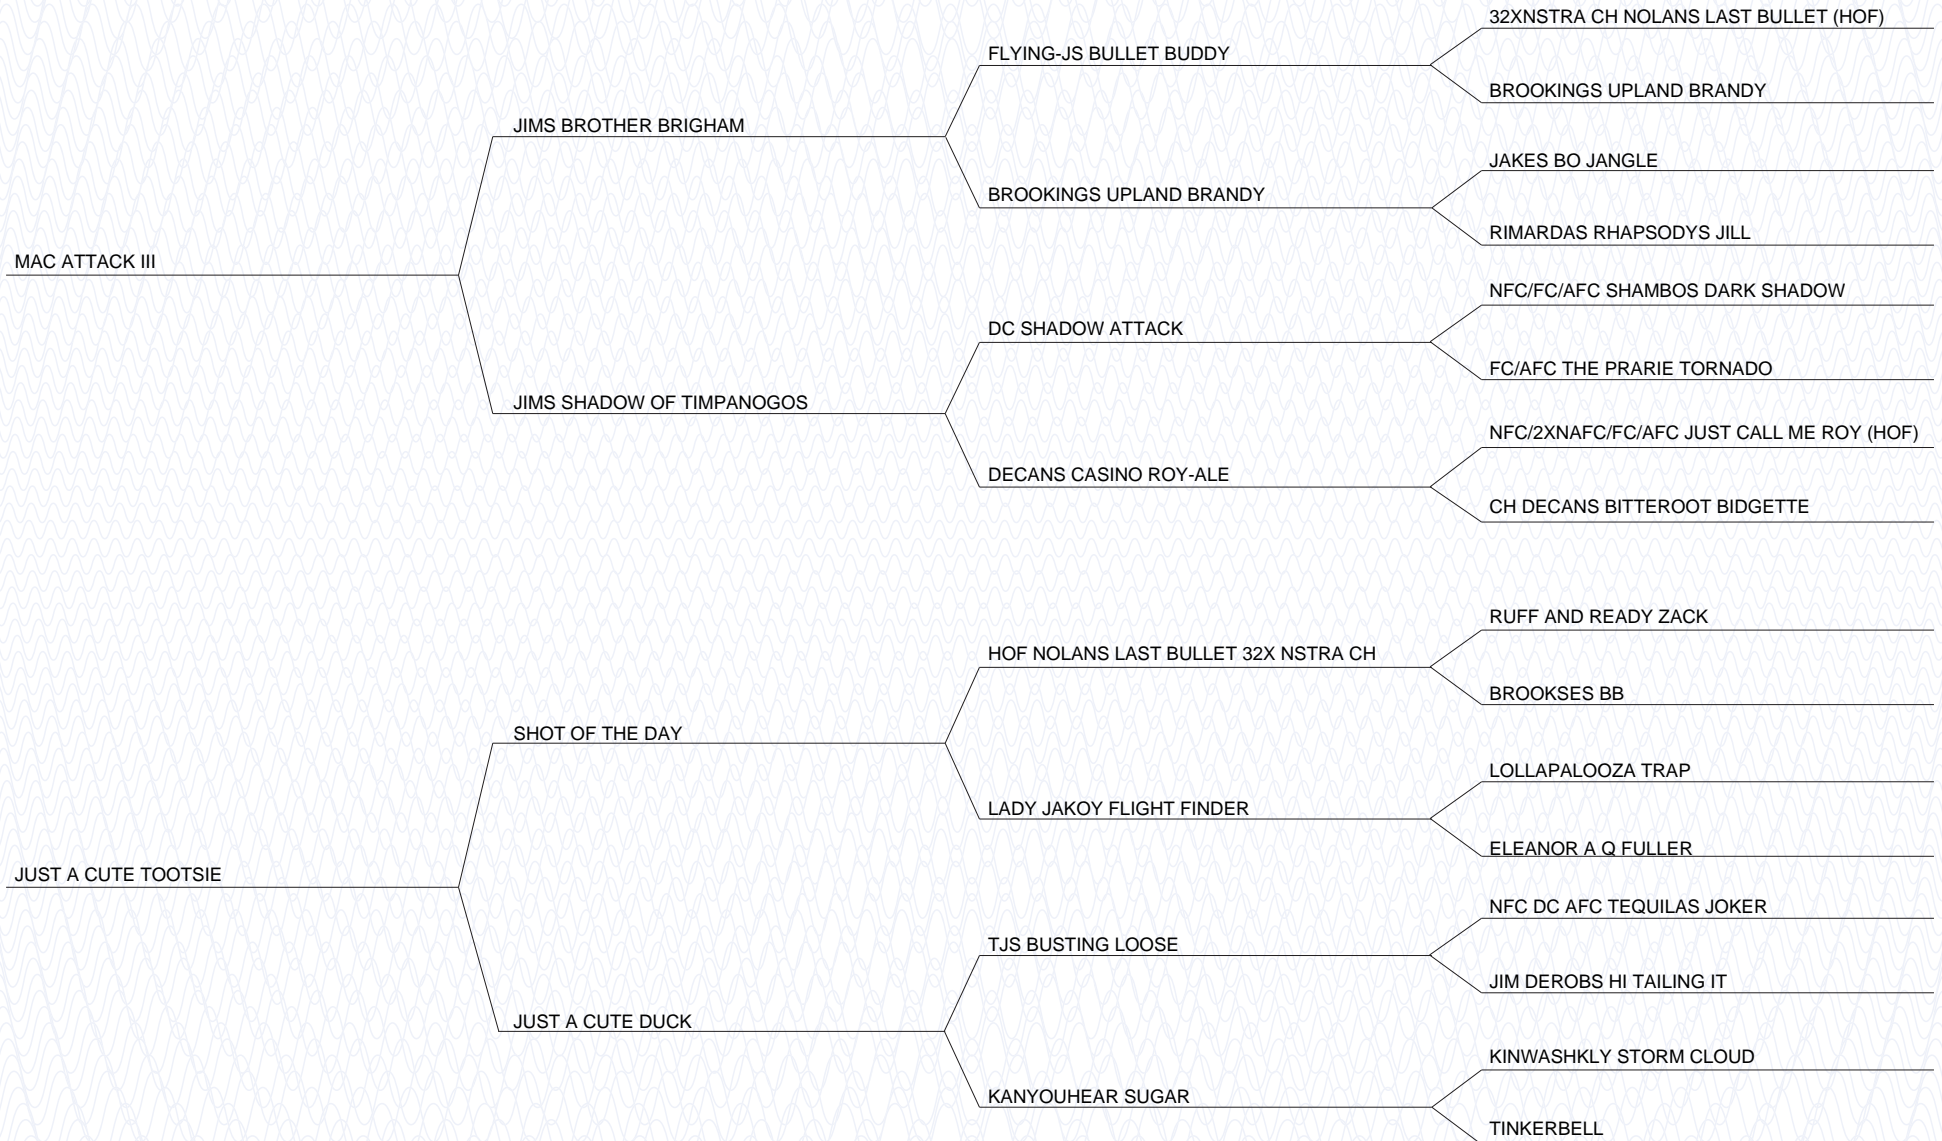 32XNSTRA CH NOLANS LAST BULLET (HOF)
FLYING-JS BULLET BUDDY
BROOKINGS UPLAND BRANDY
JIMS BROTHER BRIGHAM
JAKES BO JANGLE
BROOKINGS UPLAND BRANDY
RIMARDAS RHAPSODYS JILL
MAC ATTACK III
NFC/FC/AFC SHAMBOS DARK SHADOW
DC SHADOW ATTACK
FC/AFC THE PRARIE TORNADO
JIMS SHADOW OF TIMPANOGOS
NFC/2XNAFC/FC/AFC JUST CALL ME ROY (HOF)
DECANS CASINO ROY-ALE
CH DECANS BITTEROOT BIDGETTE
RUFF AND READY ZACK
HOF NOLANS LAST BULLET 32X NSTRA CH
BROOKSES BB
SHOT OF THE DAY
LOLLAPALOOZA TRAP
LADY JAKOY FLIGHT FINDER
ELEANOR A Q FULLER
JUST A CUTE TOOTSIE
NFC DC AFC TEQUILAS JOKER
TJS BUSTING LOOSE
JIM DEROBS HI TAILING IT
JUST A CUTE DUCK
KINWASHKLY STORM CLOUD
KANYOUHEAR SUGAR
TINKERBELL